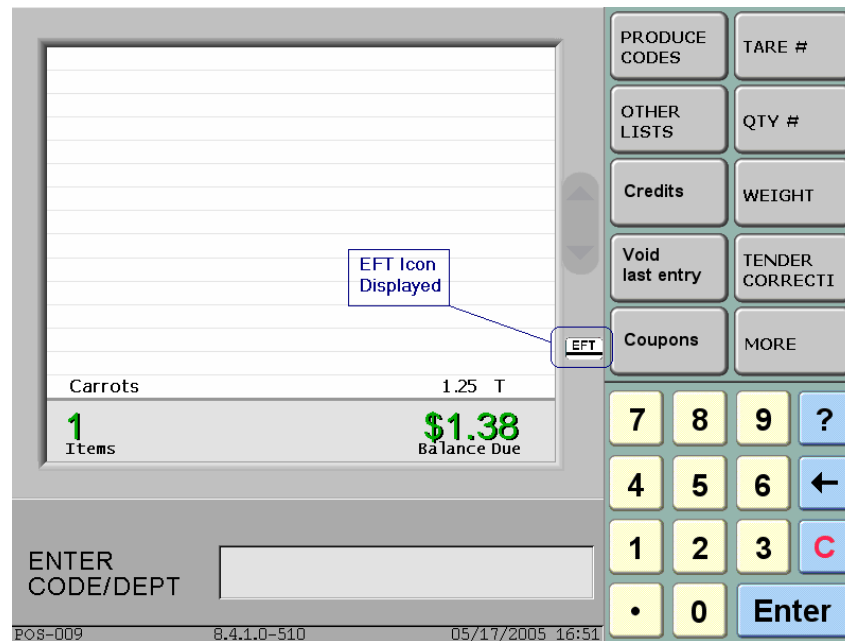 PRODUCE
CODES
TARE #
OTHER
LISTS
QTY #
Credits
WEIGHT
Void
last entry
TENDER
CORRECTI
Coupons
MORE
EFT Icon
Displayed
EFT
Carrots 1.25 T
1 $1.38
Items Balance Due
7 8 9 ?
4 5 6 ←
1 2 3 C
• 0 Enter
ENTER
CODE/DEPT
POS-009 8.4.1.0-510 05/17/2005 16:51